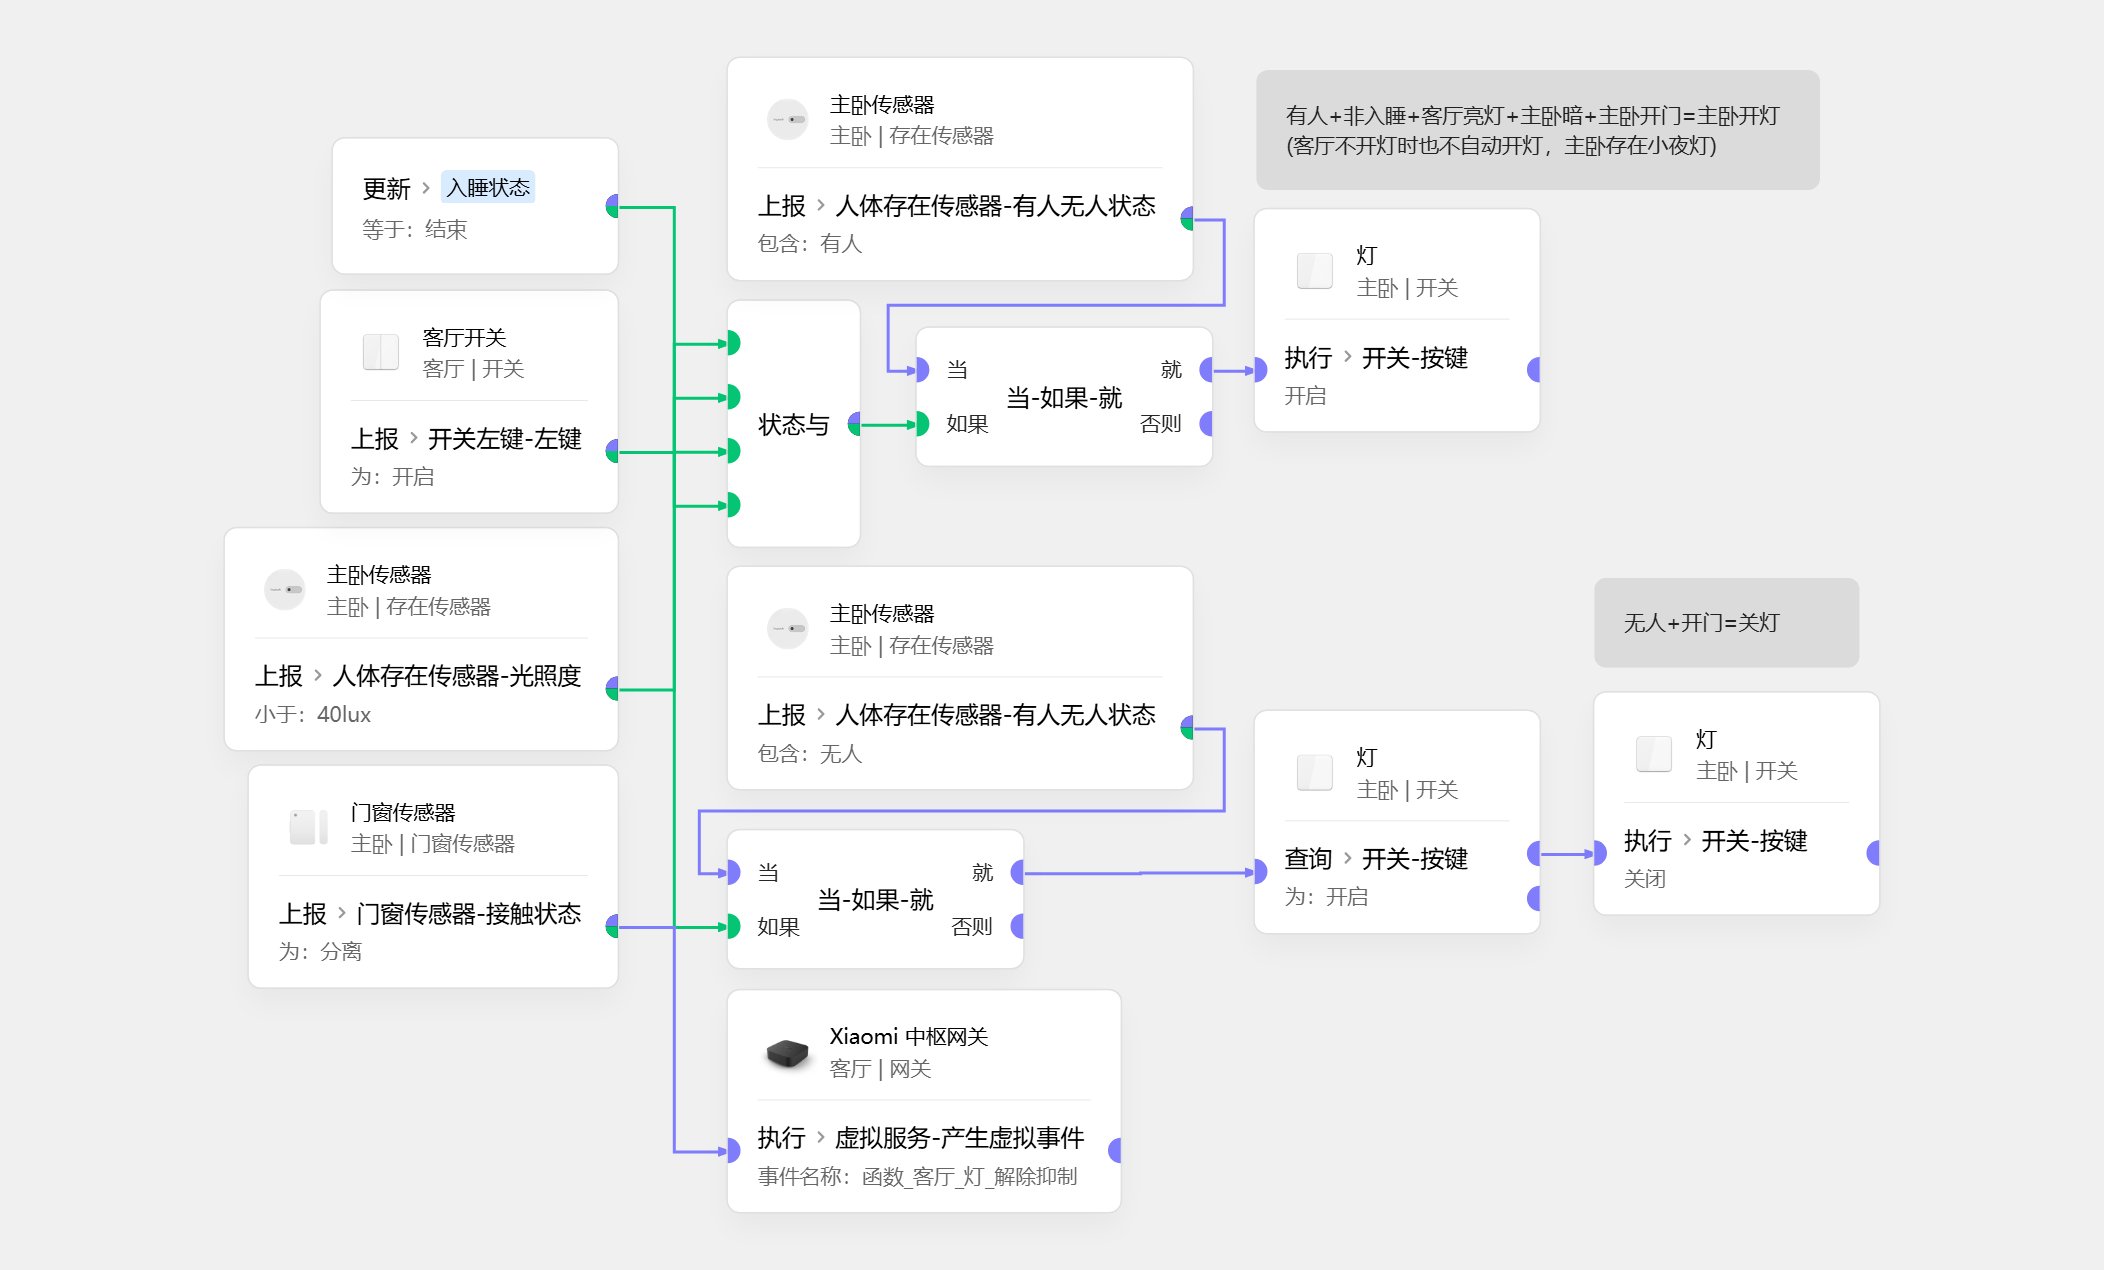 更新 > 入睡状态
等于：结束
客厅开关
客厅 | 开关
上报 > 开关左键-左键
为：开启
主卧传感器
主卧 | 存在传感器
上报 > 人体存在传感器-光照度
小于：40lux
门窗传感器
主卧 | 门窗传感器
上报 > 门窗传感器-接触状态
为：分离
主卧传感器
主卧 | 存在传感器
上报 > 人体存在传感器-有人无人状态
包含：有人
状态与
当
就
当-如果-就
如果
否则
有人+非入睡+客厅亮灯+主卧暗+主卧开门=主卧开灯
(客厅不开灯时也不自动开灯，主卧存在小夜灯)
灯
主卧 | 开关
执行 > 开关-按键
开启
主卧传感器
主卧 | 存在传感器
上报 > 人体存在传感器-有人无人状态
包含：无人
当
就
当-如果-就
如果
否则
灯
主卧 | 开关
查询 > 开关-按键
为：开启
无人+开门=关灯
灯
主卧 | 开关
执行 > 开关-按键
关闭
Xiaomi 中枢网关
客厅 | 网关
执行 > 虚拟服务-产生虚拟事件
事件名称：函数_客厅_灯_解除抑制